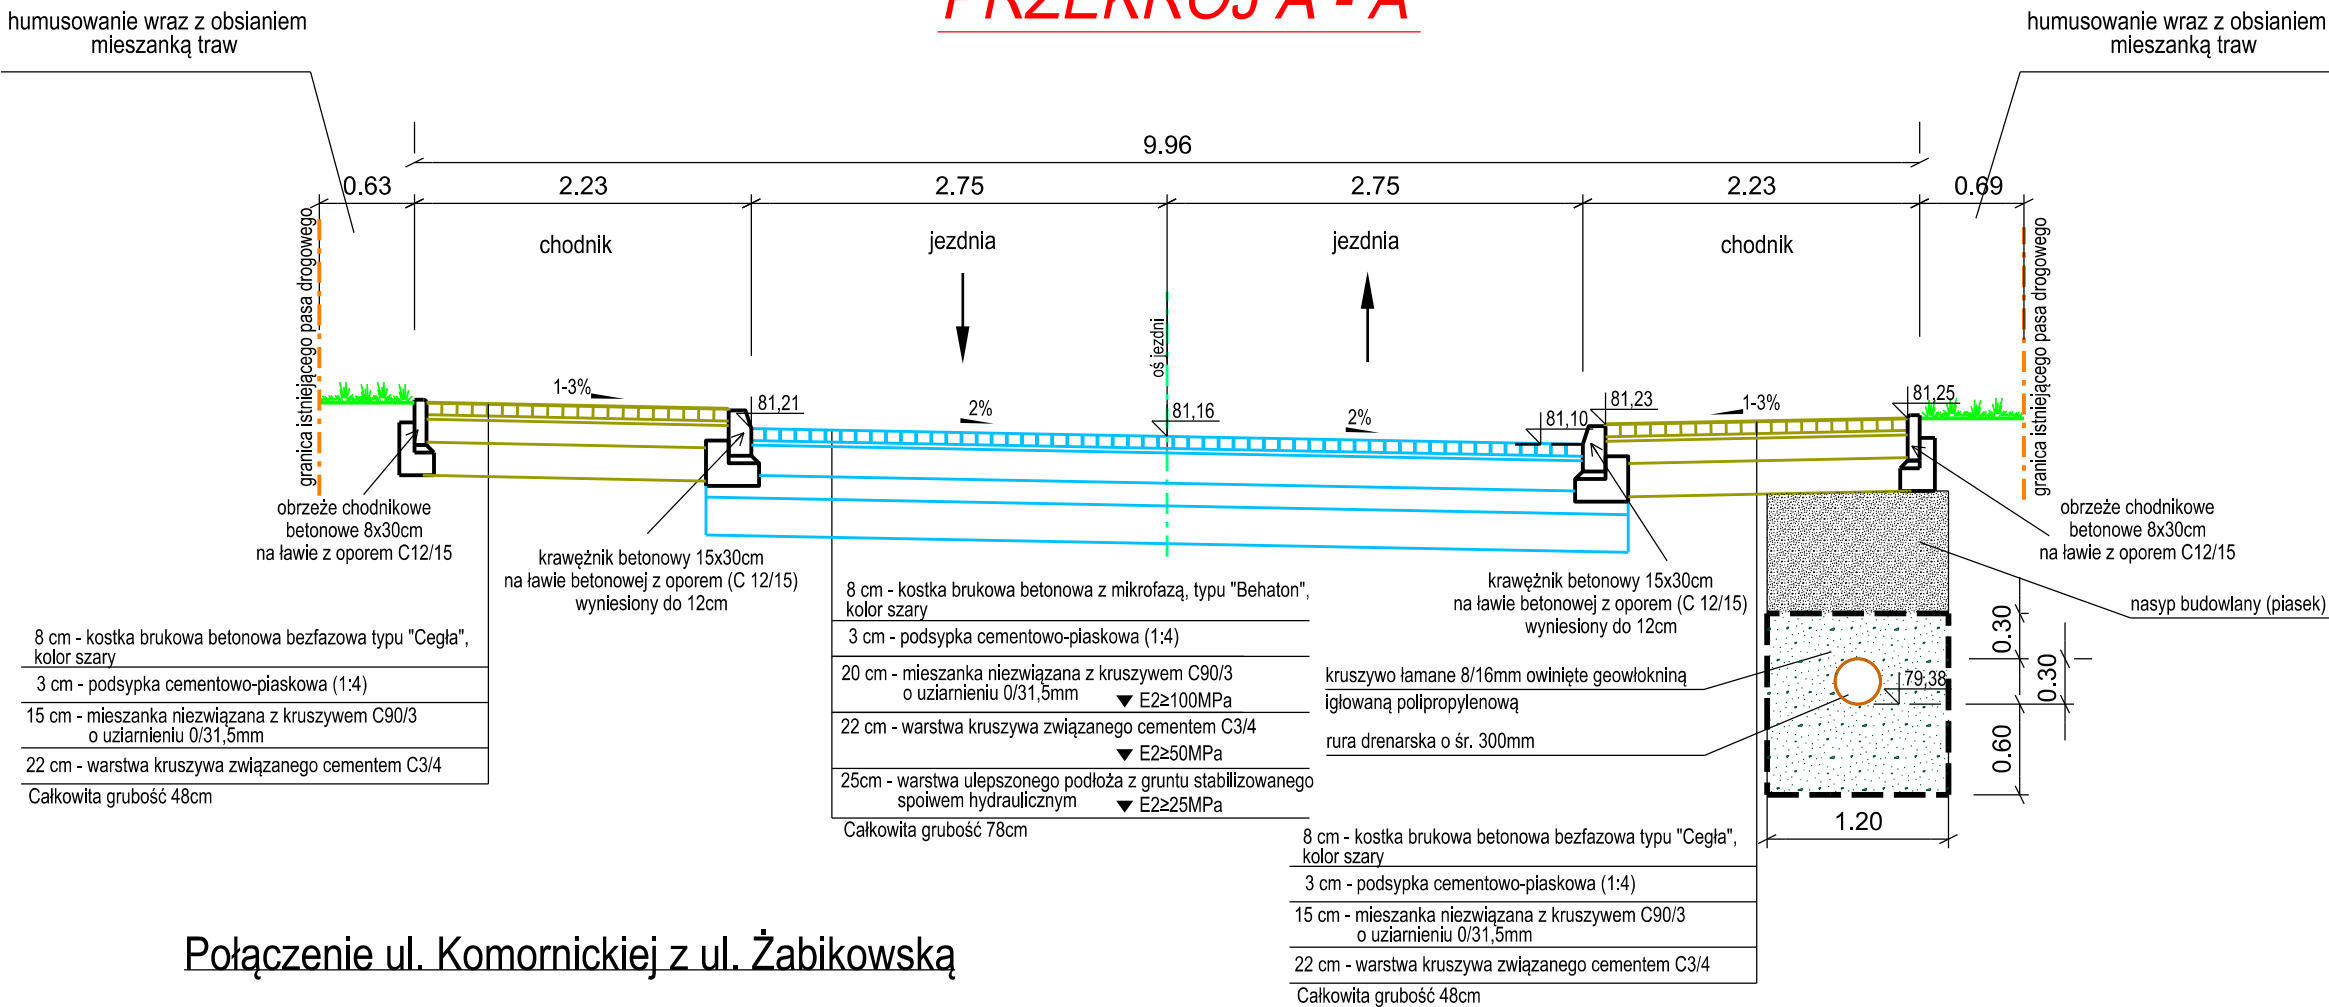 PRZEKRÓJ A - A
humusowanie wraz z obsianiem
mieszanką traw
humusowanie wraz z obsianiem
mieszanką traw
9.96
0.63
2.23
2.75
2.75
2.23
0.69
chodnik
jezdnia
jezdnia
chodnik
granica istniejącego pasa drogowego
oś jezdni
granica istniejącego pasa drogowego
1-3%
81,21
2%
81,16
2%
81,10
81,23
1-3%
81,25
obrzeże chodnikowe
betonowe 8x30cm
na ławie z oporem C12/15
krawężnik betonowy 15x30cm
na ławie betonowej z oporem (C 12/15)
wyniesiony do 12cm
krawężnik betonowy 15x30cm
na ławie betonowej z oporem (C 12/15)
wyniesiony do 12cm
obrzeże chodnikowe
betonowe 8x30cm
na ławie z oporem C12/15
nasyp budowlany (piasek)
8 cm - kostka brukowa betonowa bezfazowa typu "Cegła",
kolor szary
3 cm - podsypka cementowo-piaskowa (1:4)
15 cm - mieszanka niezwiązana z kruszywem C90/3
o uziarnieniu 0/31,5mm
22 cm - warstwa kruszywa związanego cementem C3/4
Całkowita grubość 48cm
8 cm - kostka brukowa betonowa z mikrofazą, typu "Behaton",
kolor szary
3 cm - podsypka cementowo-piaskowa (1:4)
20 cm - mieszanka niezwiązana z kruszywem C90/3
o uziarnieniu 0/31,5mm ▼ E2≥100MPa
22 cm - warstwa kruszywa związanego cementem C3/4
▼ E2≥50MPa
25cm - warstwa ulepszonego podłoża z gruntu stabilizowanego
spoiwem hydraulicznym ▼ E2≥25MPa
Całkowita grubość 78cm
kruszywo łamane 8/16mm owinięte geowłokniną
igłowaną polipropylenową
rura drenarska o śr. 300mm
79,38
0.30
0.30
0.60
1.20
8 cm - kostka brukowa betonowa bezfazowa typu "Cegła",
kolor szary
3 cm - podsypka cementowo-piaskowa (1:4)
15 cm - mieszanka niezwiązana z kruszywem C90/3
o uziarnieniu 0/31,5mm
22 cm - warstwa kruszywa związanego cementem C3/4
Całkowita grubość 48cm
Połączenie ul. Komornickiej z ul. Żabikowską